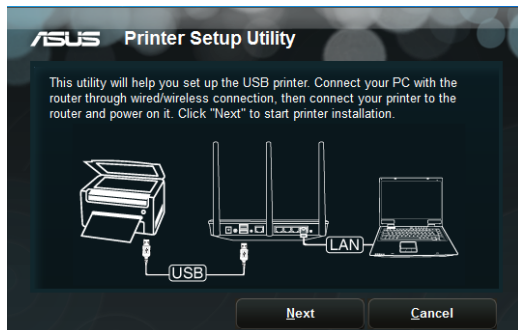 ASUS Printer Setup Utility
This utility will help you set up the USB printer. Connect your PC with the
router through wired/wireless connection, then connect your printer to the
router and power on it. Click "Next" to start printer installation.
LAN
USB
Next Cancel